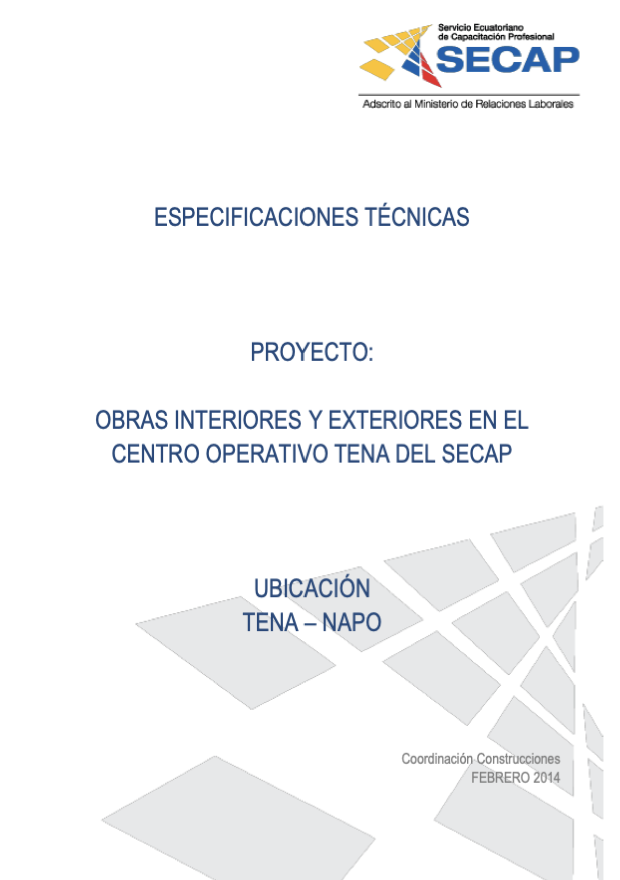 Servicio Ecuatoriano
de Capacitación Profesional
SECAP
Adscrito al Ministerio de Relaciones Laborales
ESPECIFICACIONES TÉCNICAS
PROYECTO:
OBRAS INTERIORES Y EXTERIORES EN EL
CENTRO OPERATIVO TENA DEL SECAP
UBICACIÓN
TENA – NAPO
Coordinación Construcciones
FEBRERO 2014